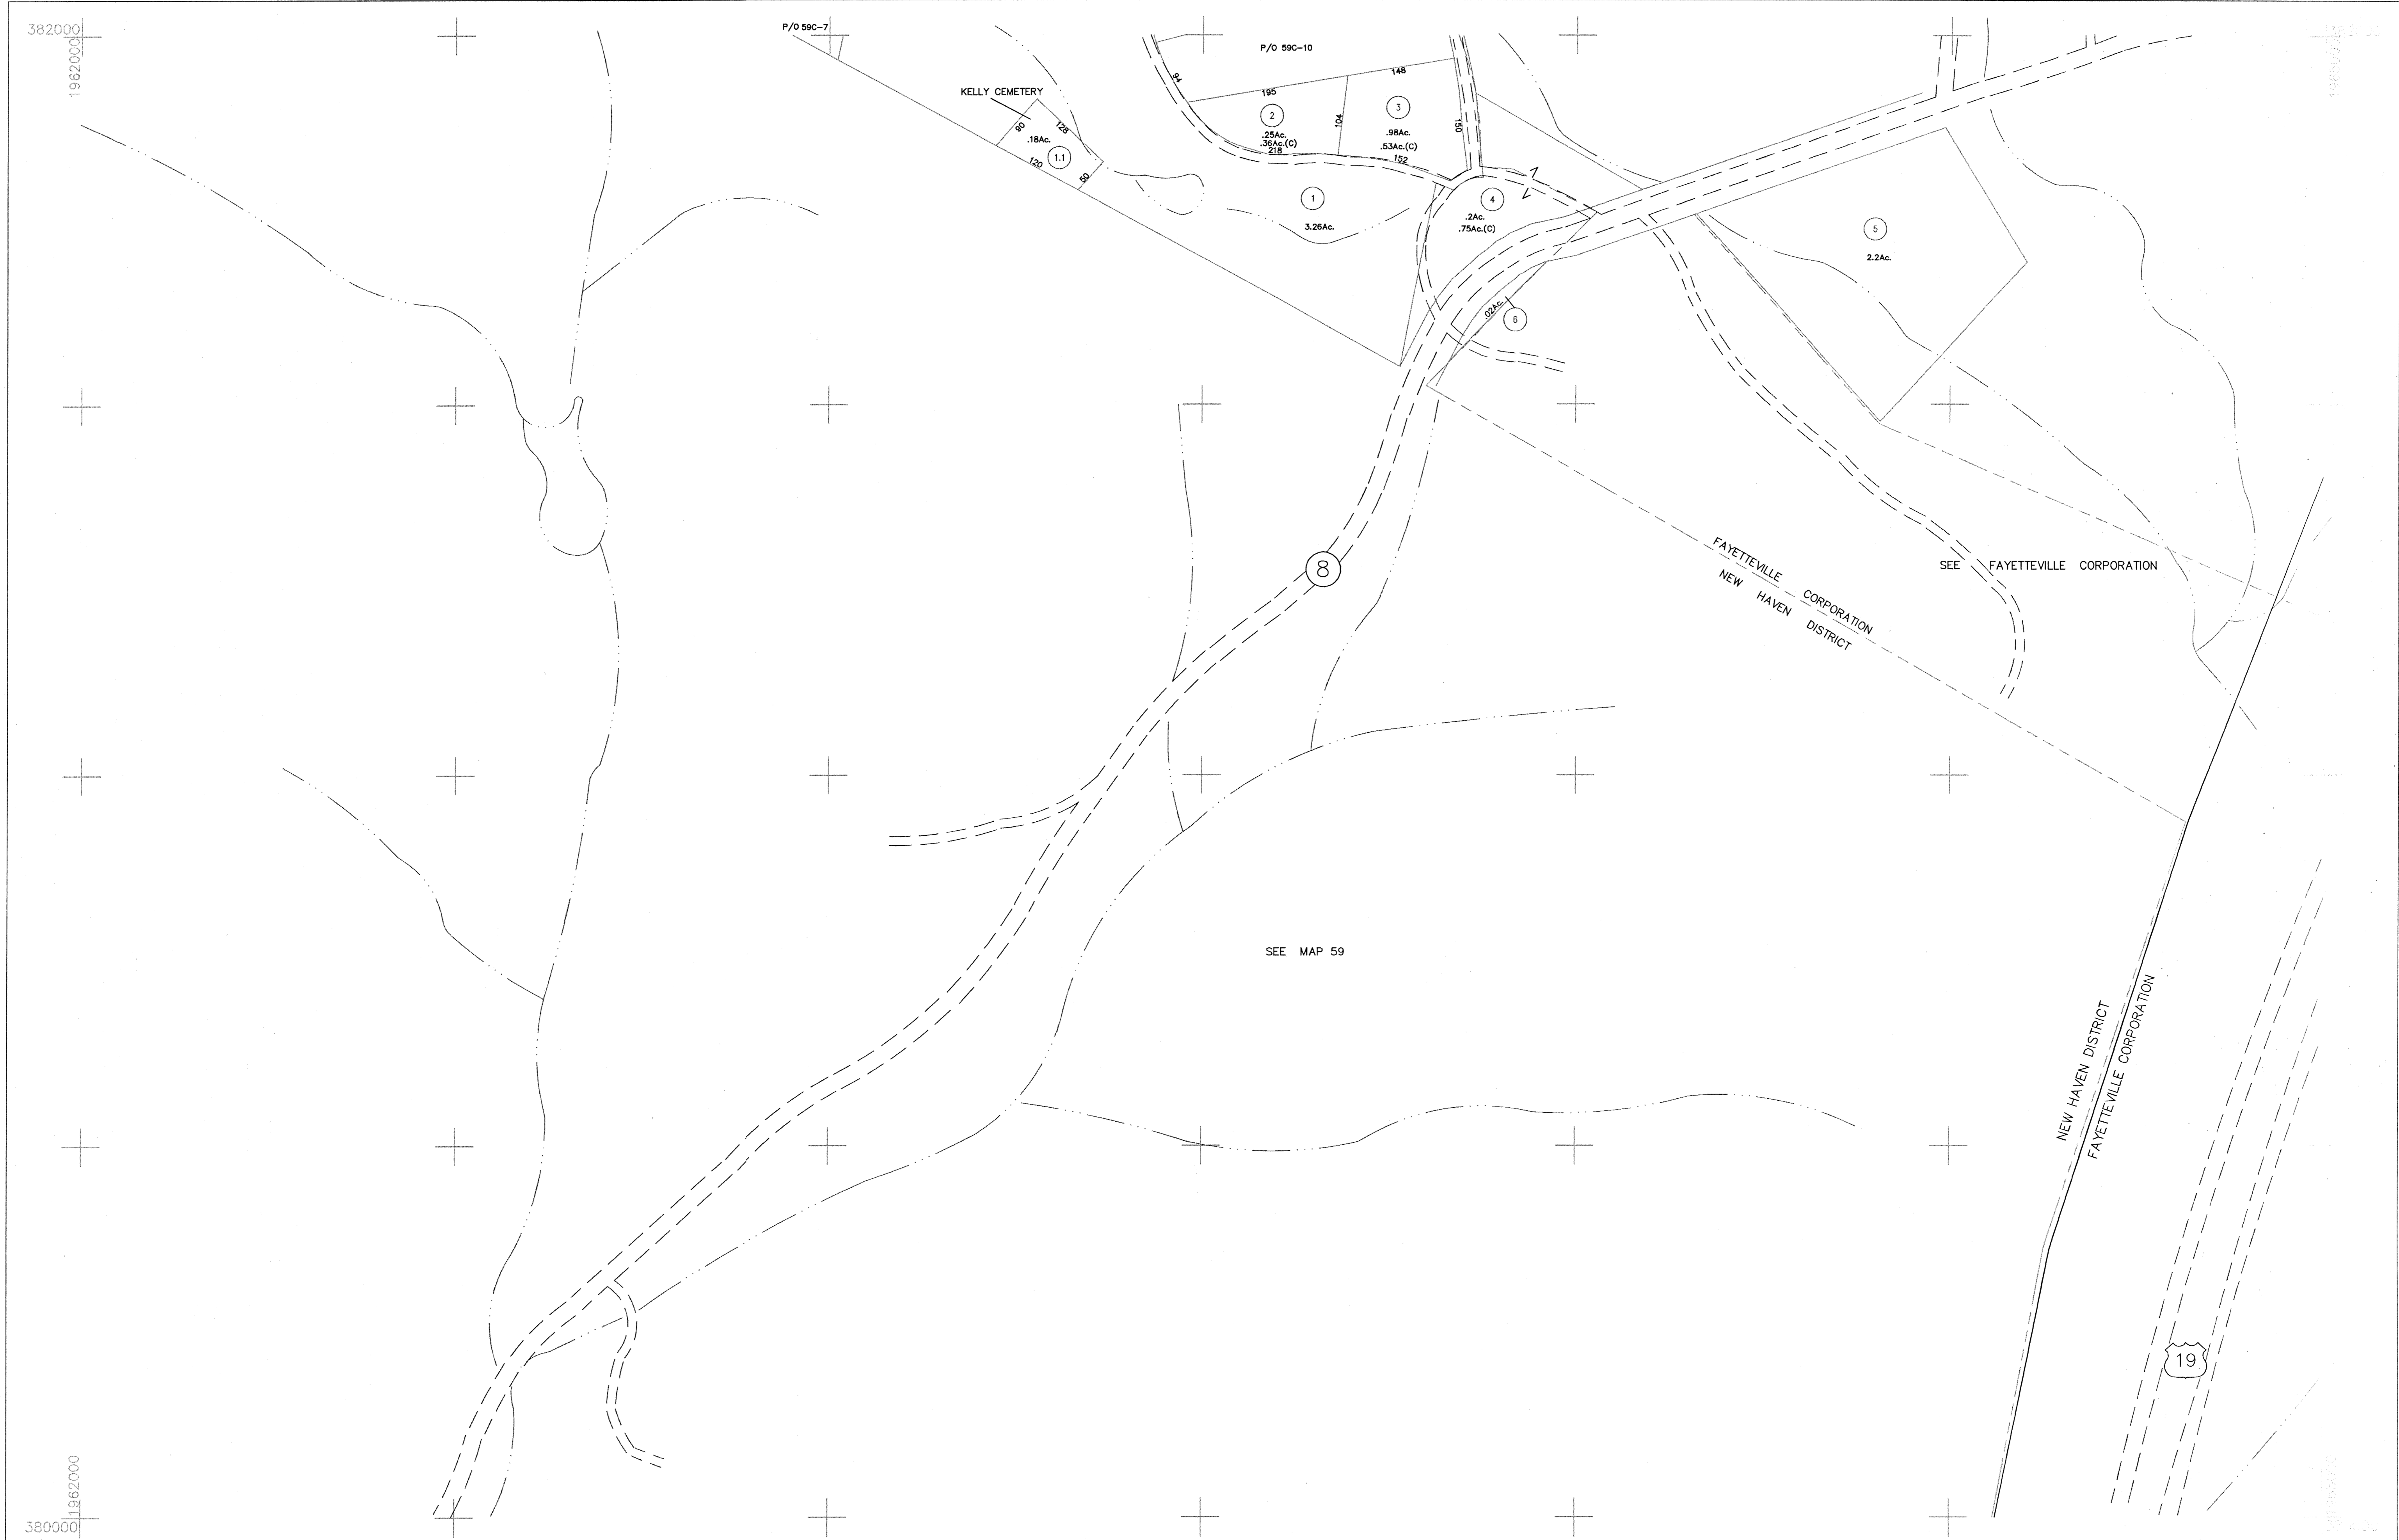 382000
1962000
P/O 59C-7
P/O 59C-10
94
148
195
KELLY CEMETERY
90
128
.18Ac.
1.1
120
50
2
.25Ac.
.36Ac.(C)
218
104
3
.98Ac.
.53Ac.(C)
150
152
1
3.26Ac.
4
.2Ac.
.75Ac.(C)
5
2.2Ac.
.02Ac.
6
8
FAYETTEVILLE CORPORATION
NEW HAVEN DISTRICT
SEE FAYETTEVILLE CORPORATION
SEE MAP 59
NEW HAVEN DISTRICT
FAYETTEVILLE CORPORATION
19
1962000
380000